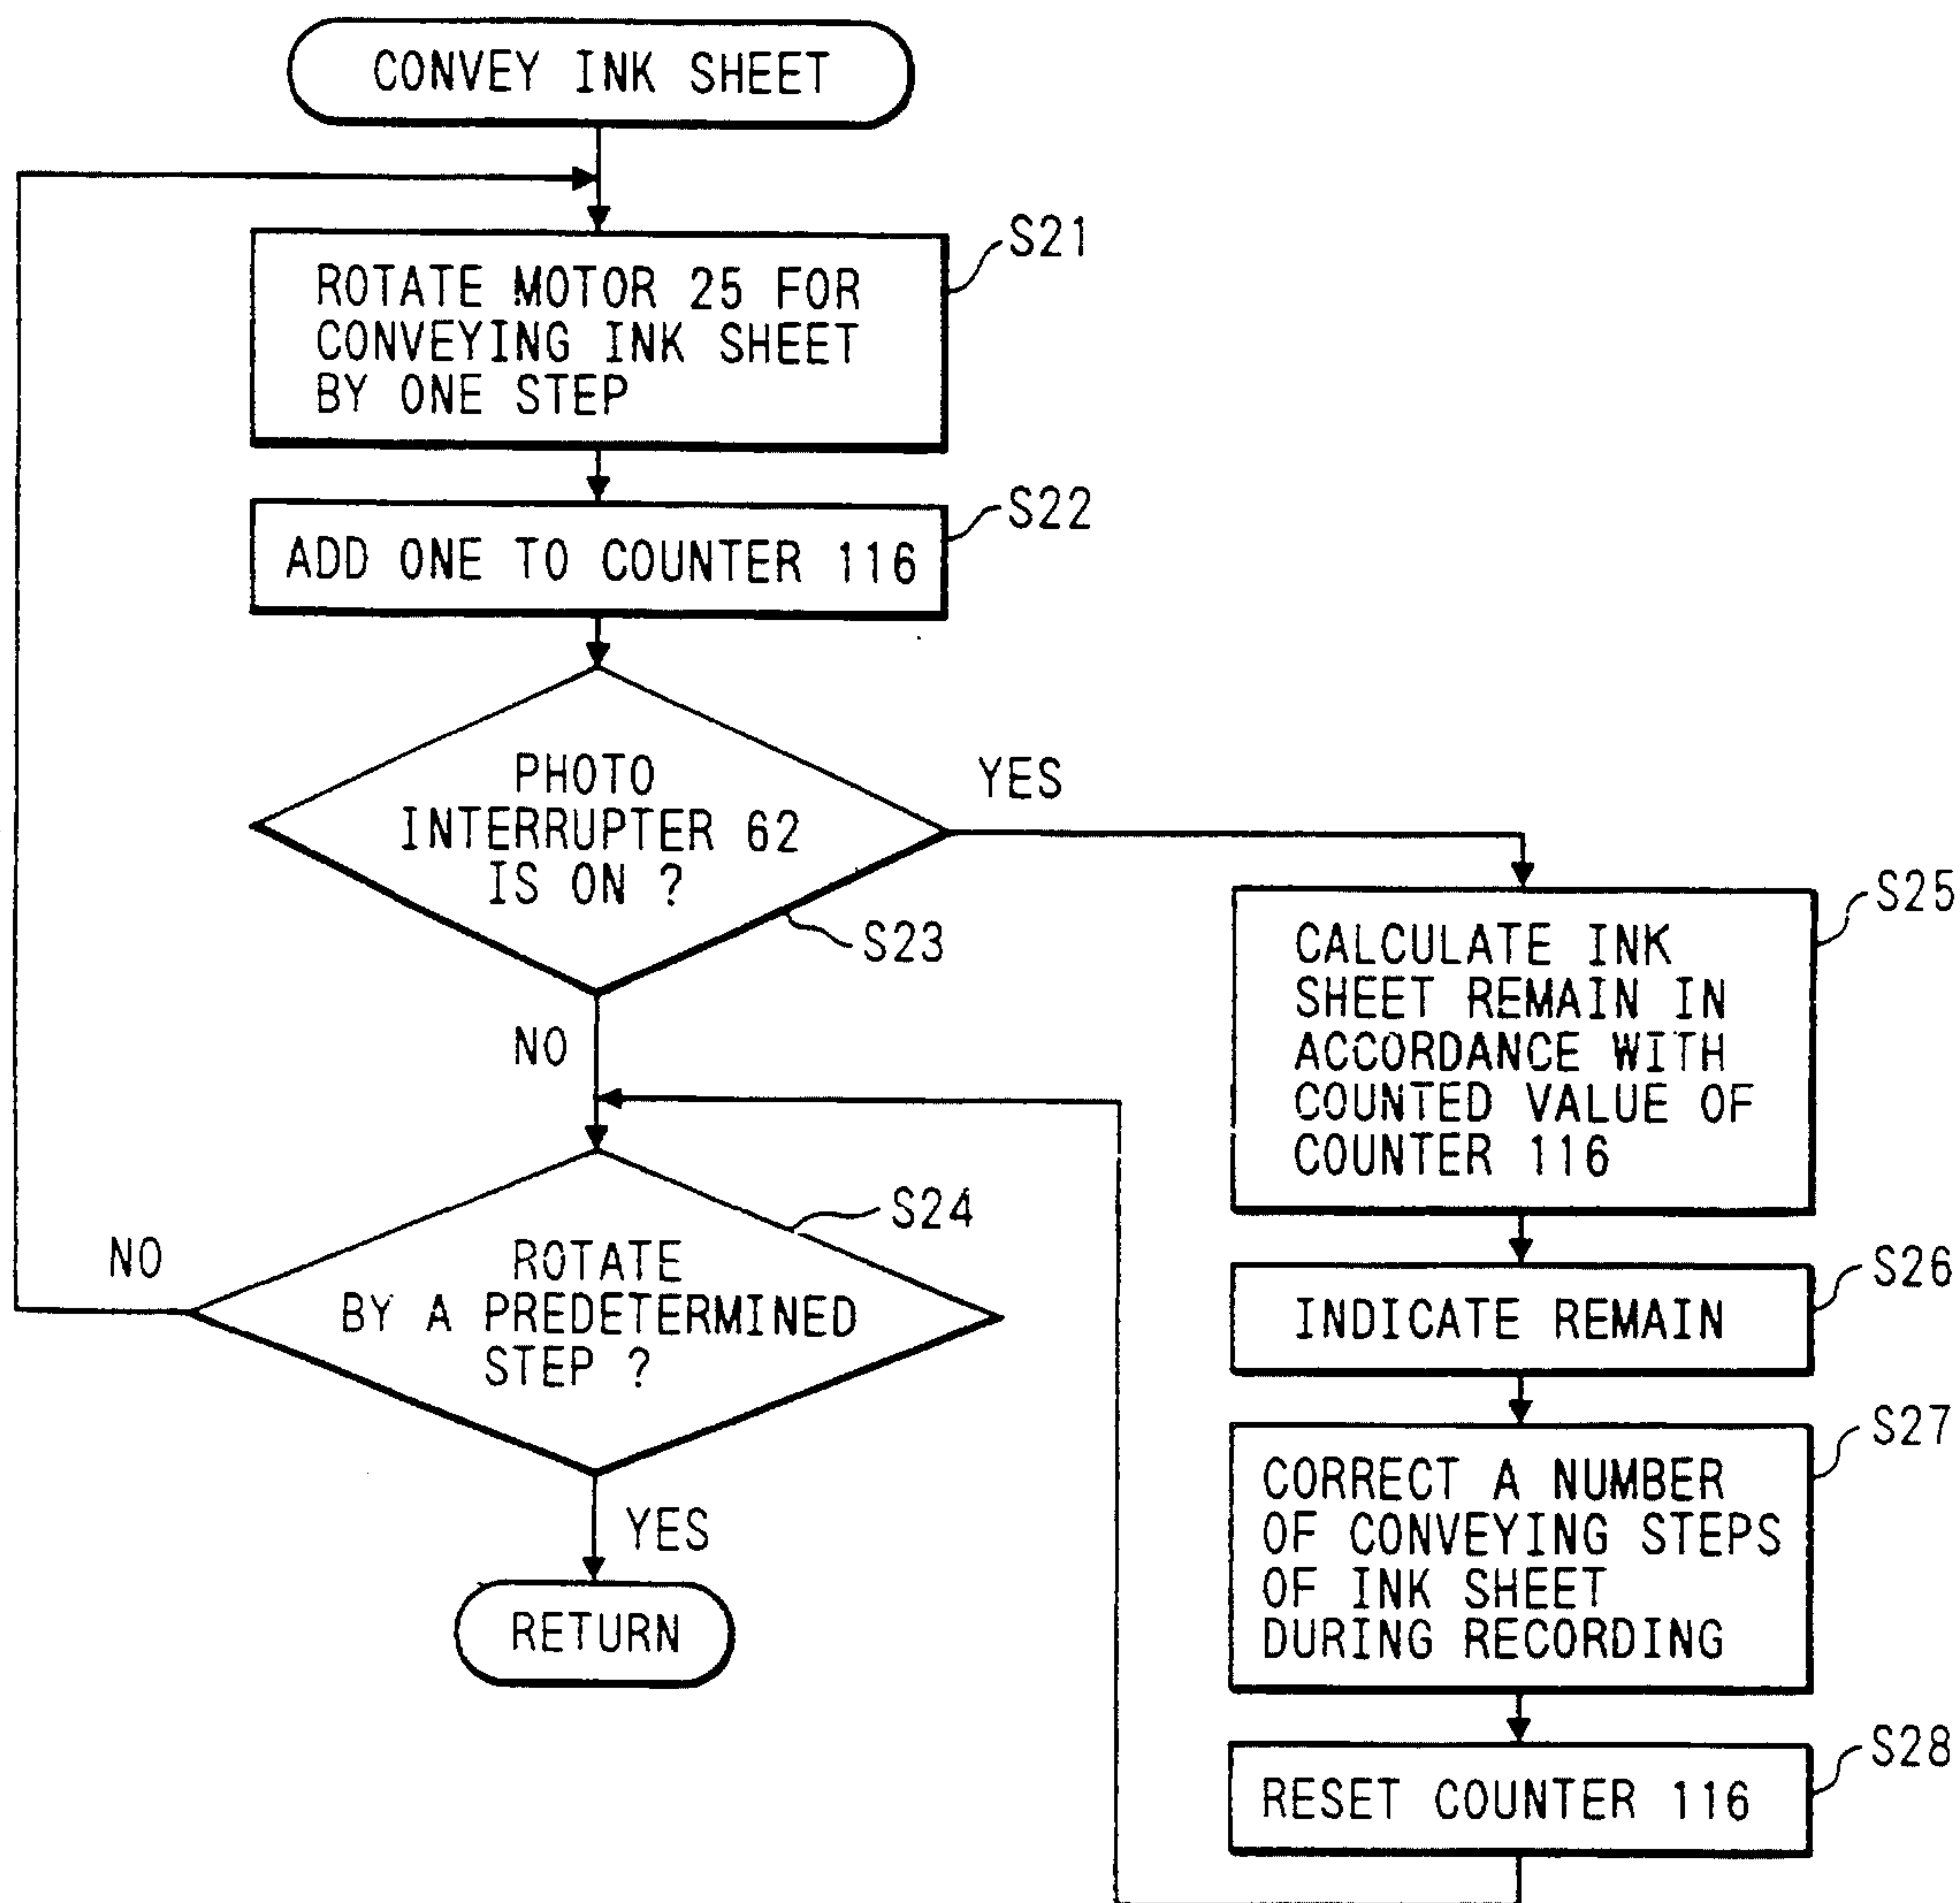 CONVEY INK SHEET
S21
ROTATE MOTOR 25 FOR
CONVEYING INK SHEET
BY ONE STEP
S22
ADD ONE TO COUNTER 116
PHOTO
INTERRUPTER 62
IS ON ?
YES
S23
NO
S24
ROTATE
BY A PREDETERMINED
STEP ?
NO
YES
RETURN
S25
CALCULATE INK
SHEET REMAIN IN
ACCORDANCE WITH
COUNTED VALUE OF
COUNTER 116
S26
INDICATE REMAIN
S27
CORRECT A NUMBER
OF CONVEYING STEPS
OF INK SHEET
DURING RECORDING
S28
RESET COUNTER 116